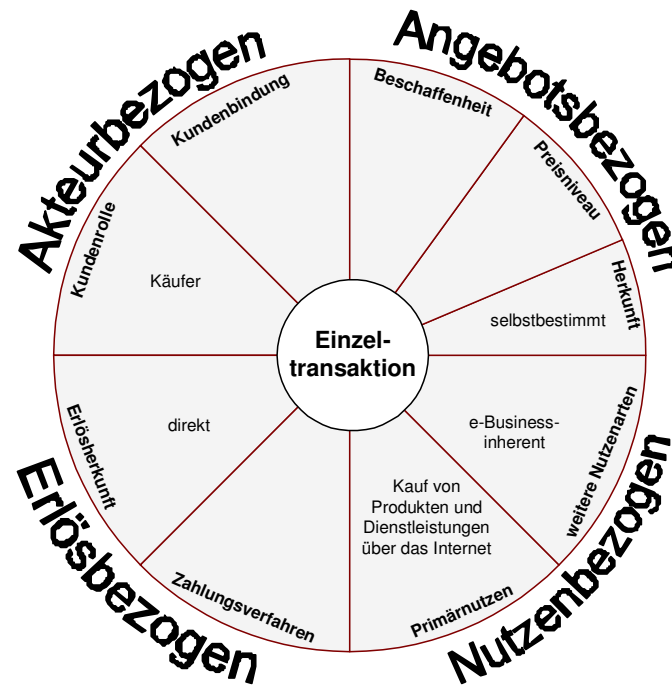 Akteurbezogen
Angebotsbezogen
Kundenbindung
Beschaffenheit
Preisniveau
Kundenrolle
Käufer
Herkunft
selbstbestimmt
Einzel-
transaktion
Erlösherkunft
direkt
e-Business-
inherent
weitere Nutzenarten
Kauf von
Produkten und
Dienstleistungen
über das Internet
Zahlungsverfahren
Primärnutzen
Erlösbezogen
Nutzenbezogen